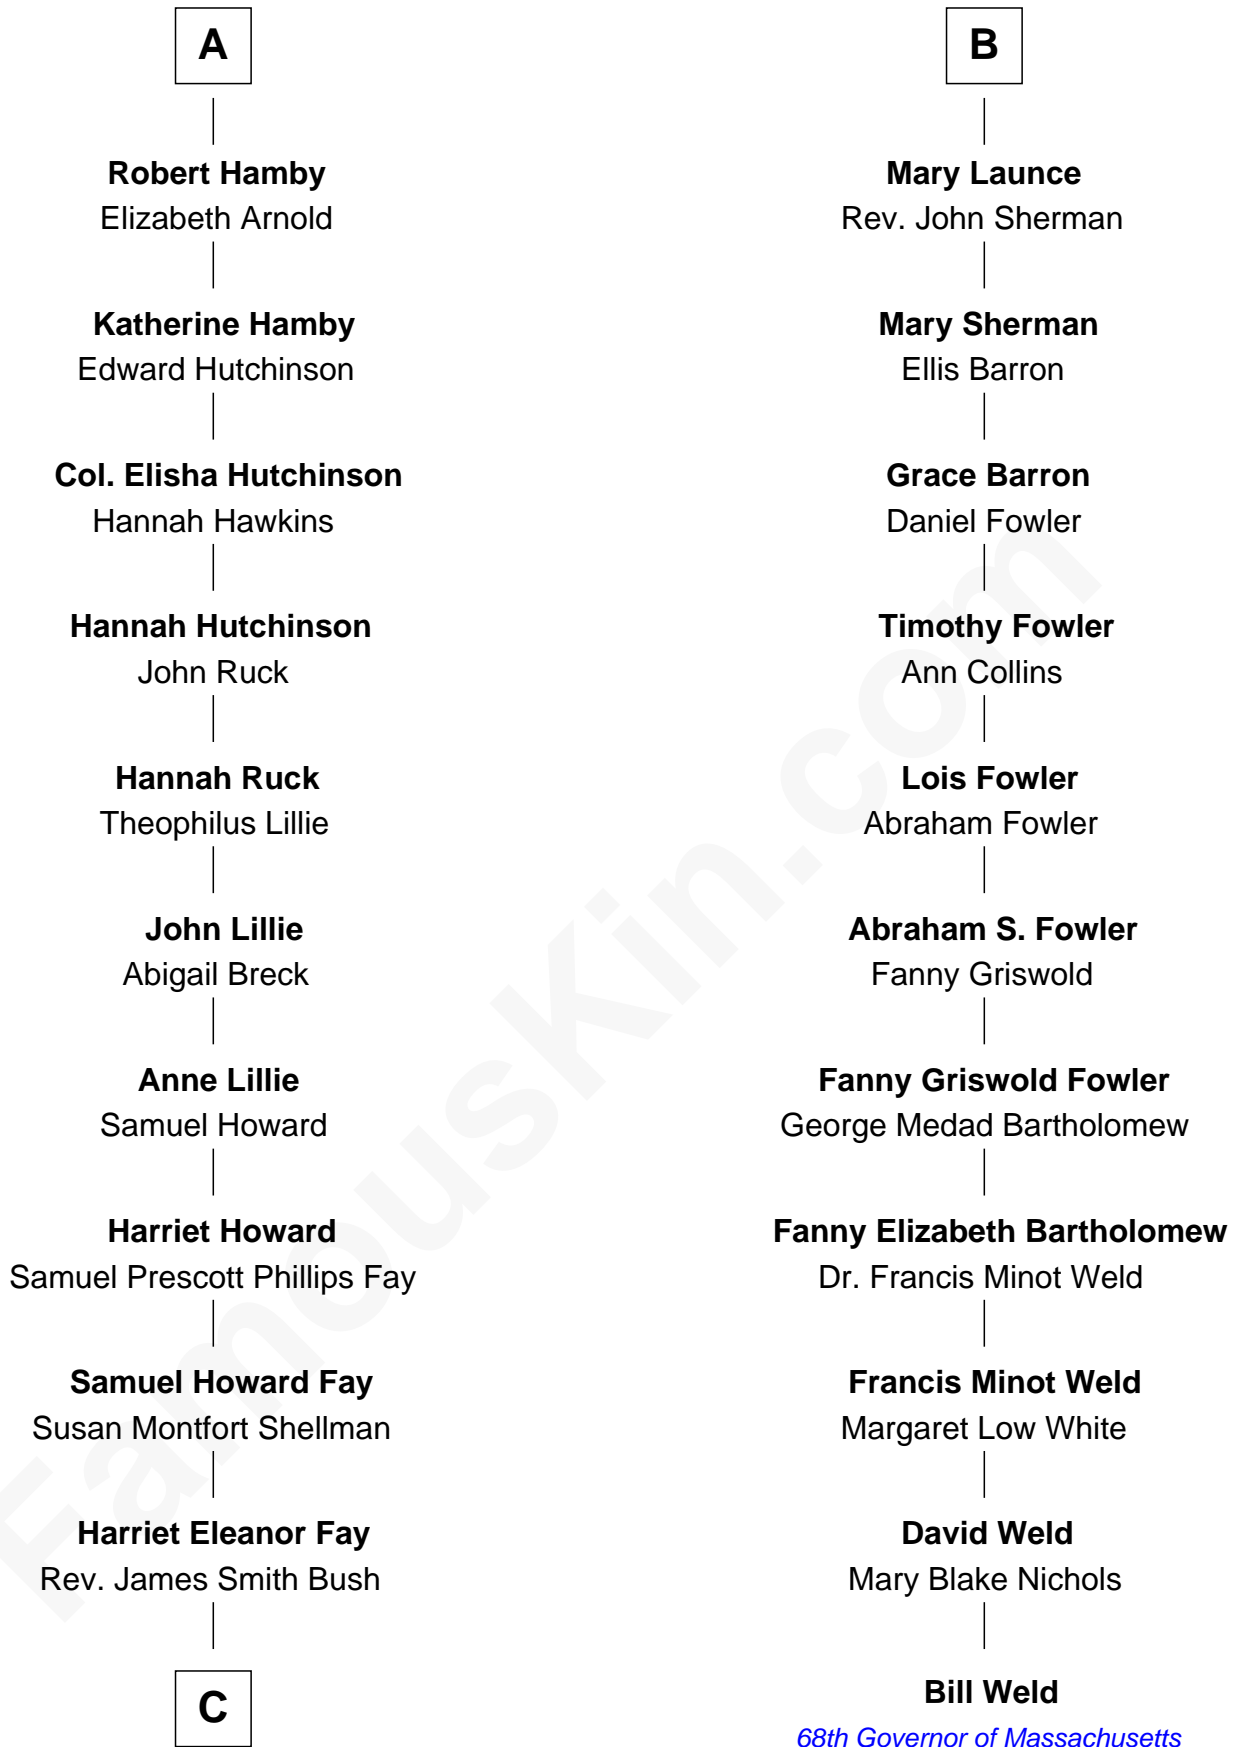 A
Robert Hamby
Elizabeth Arnold
Katherine Hamby
Edward Hutchinson
Col. Elisha Hutchinson
Hannah Hawkins
Hannah Hutchinson
John Ruck
Hannah Ruck
Theophilus Lillie
John Lillie
Abigail Breck
Anne Lillie
Samuel Howard
Harriet Howard
Samuel Prescott Phillips Fay
Samuel Howard Fay
Susan Montfort Shellman
Harriet Eleanor Fay
Rev. James Smith Bush
C
B
Mary Launce
Rev. John Sherman
Mary Sherman
Ellis Barron
Grace Barron
Daniel Fowler
Timothy Fowler
Ann Collins
Lois Fowler
Abraham Fowler
Abraham S. Fowler
Fanny Griswold
Fanny Griswold Fowler
George Medad Bartholomew
Fanny Elizabeth Bartholomew
Dr. Francis Minot Weld
Francis Minot Weld
Margaret Low White
David Weld
Mary Blake Nichols
Bill Weld
68th Governor of Massachusetts
FamousKin.com